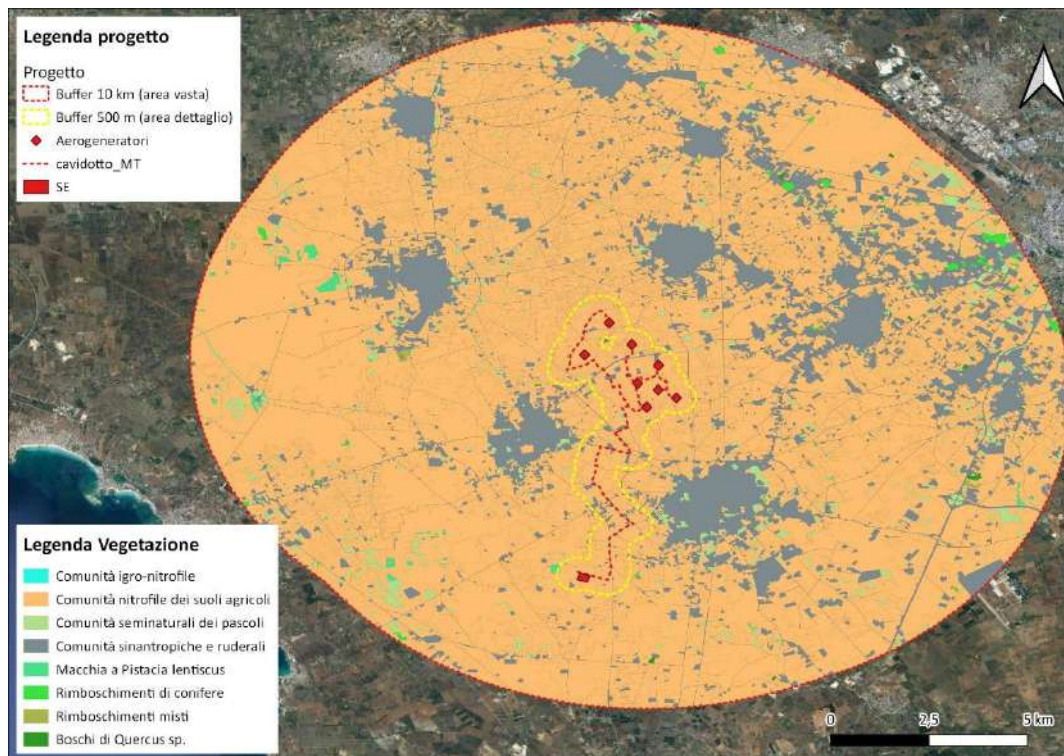 Legenda progetto
Progetto
Buffer 10 km (area vasta)
Buffer 500 m (area dettaglio)
Aerogeneratori
cavidotto_MT
SE
Legenda Vegetazione
Comunità igro-nitrofile
Comunità nitrofile dei suoli agricoli
Comunità seminaturali dei pascoli
Comunità sinantropiche e ruderali
Macchia a Pistacia lentiscus
Rimboschimenti di conifere
Rimboschimenti misti
Boschi di Quercus sp.
0 2,5 5 km